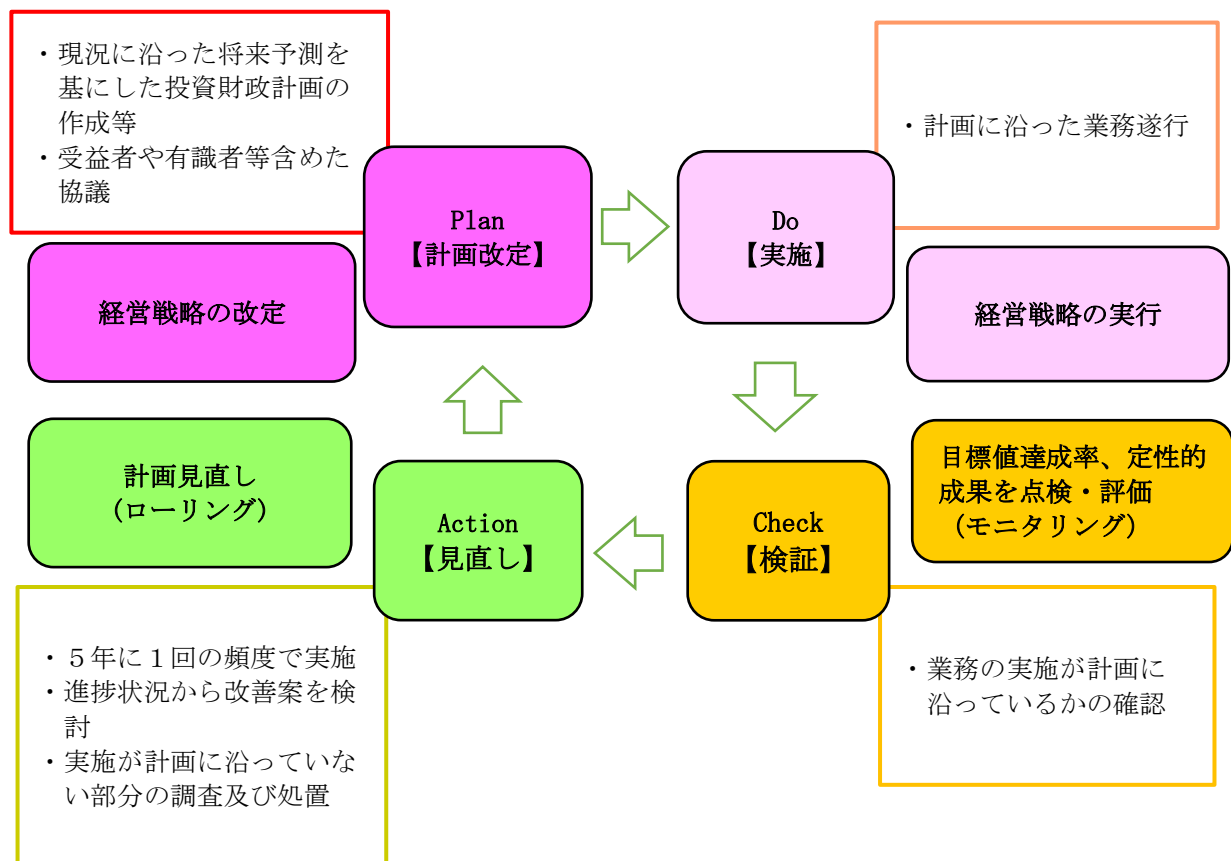 ・現況に沿った将来予測を
基にした投資財政計画の
作成等
・受益者や有識者等含めた
協議
・計画に沿った業務遂行
Plan
【計画改定】
Do
【実施】
経営戦略の改定
経営戦略の実行
計画見直し
(ローリング)
Action
【見直し】
Check
【検証】
目標値達成率、定性的
成果を点検・評価
(モニタリング)
・５年に１回の頻度で実施
・進捗状況から改善案を検
討
・実施が計画に沿っていな
い部分の調査及び処置
・業務の実施が計画に
沿っているかの確認